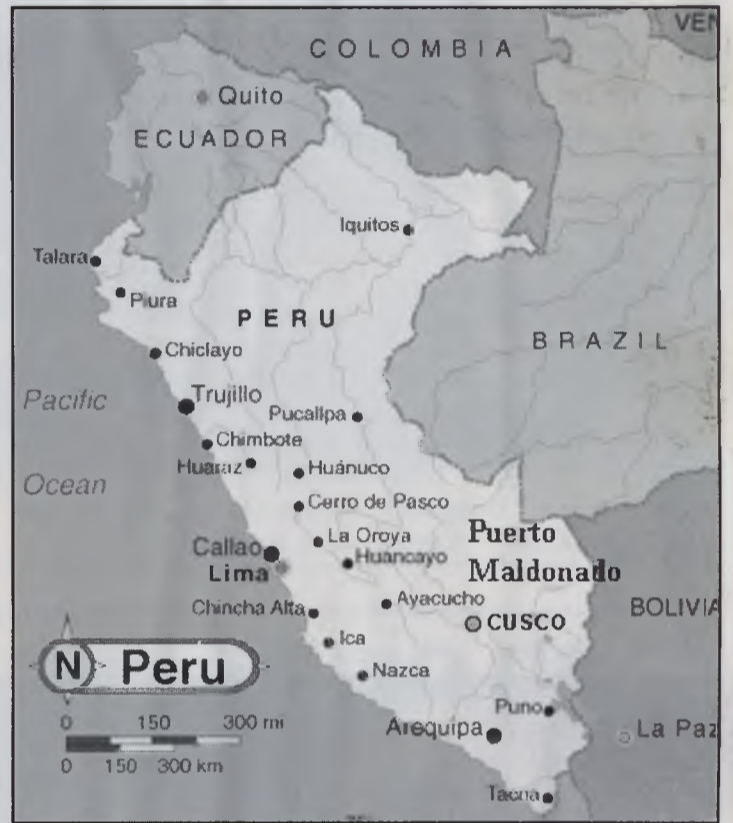 VEN
COLOMBIA
Quito
ECUADOR
Iquitos
Talara
Piura
PERU
BRAZIL
Chiclayo
Pacific
Trujillo
Pucallpa
Chimbote
Huaraz
Huánuco
Ocean
Cerro de Pasco
Puerto
La Oroya
Callao
Huancayo
Lima
Maldonado
Ayacucho
Chincha Alta
BOLIVIA
CUSCO
Ica
N Peru
Nazca
Puno
0 150 300 mi
Arequipa
La Paz
0 150 300 km
Tacna